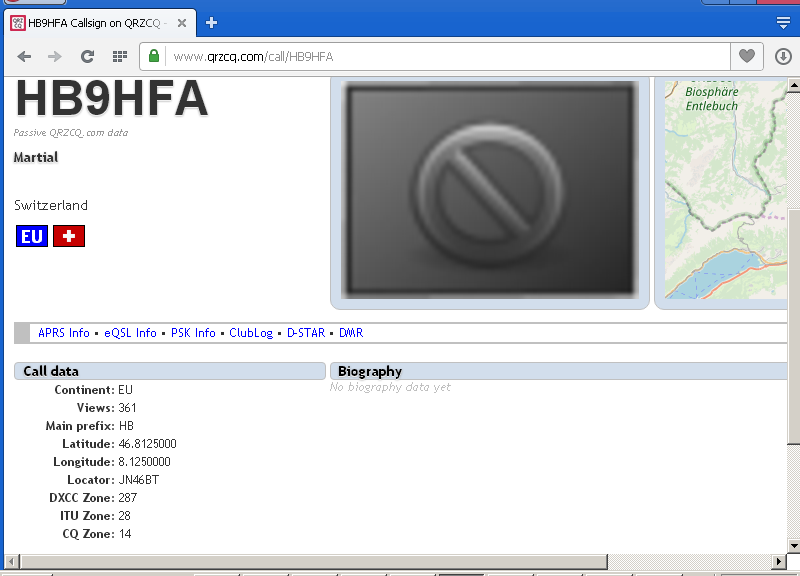 QRZ CQ HB9HFA Callsign on QRZCQ -
www.qrzcq.com/call/HB9HFA
HB9HFA
Passive QRZCQ.com data
Martial
Switzerland
EU
Biosphäre
Entlebuch
APRS Info • eQSL Info • PSK Info • ClubLog • D-STAR • DMR
Call data
Continent: EU
Views: 361
Main prefix: HB
Latitude: 46.8125000
Longitude: 8.1250000
Locator: JN46BT
DXCC Zone: 287
ITU Zone: 28
CQ Zone: 14
Biography
No biography data yet